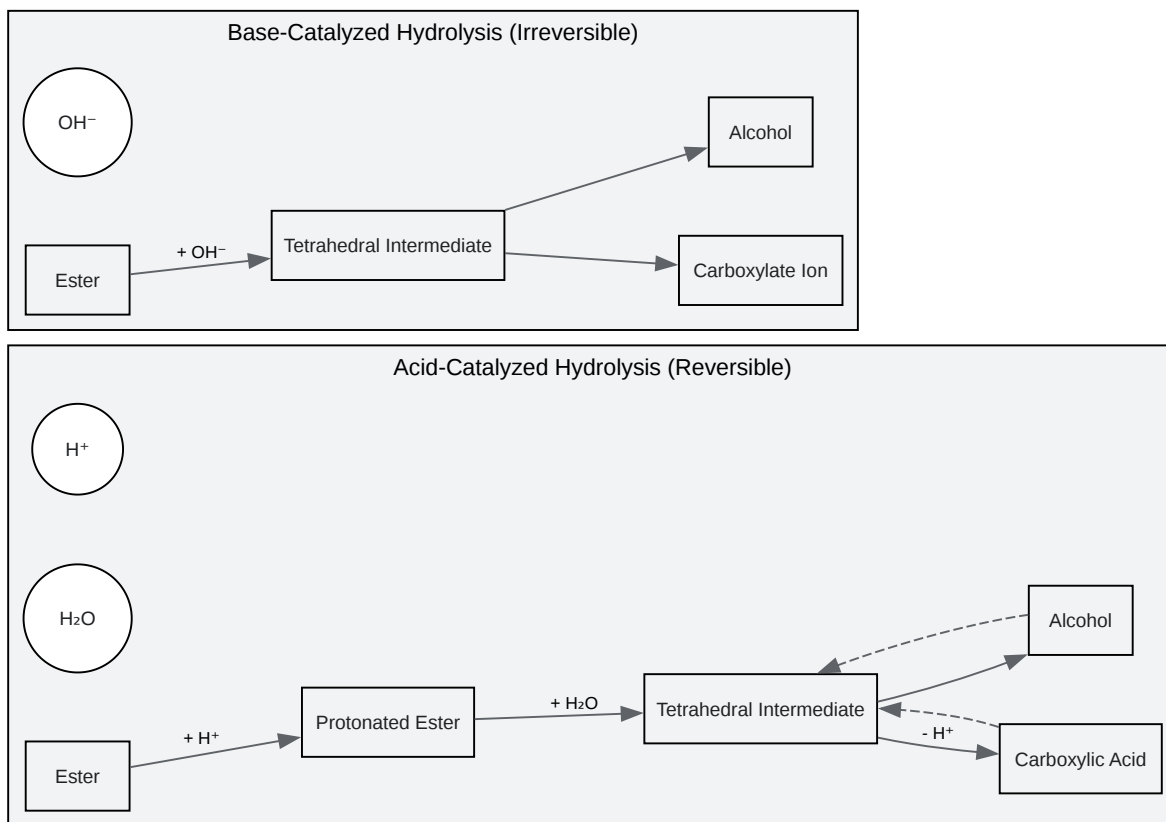 Base-Catalyzed Hydrolysis (Irreversible)
OH⁻
Alcohol
Tetrahedral Intermediate
+ OH⁻
Carboxylate Ion
Ester
Acid-Catalyzed Hydrolysis (Reversible)
H⁺
H₂O
Alcohol
+ H₂O
Tetrahedral Intermediate
Protonated Ester
+ H⁺
- H⁺
Carboxylic Acid
Ester